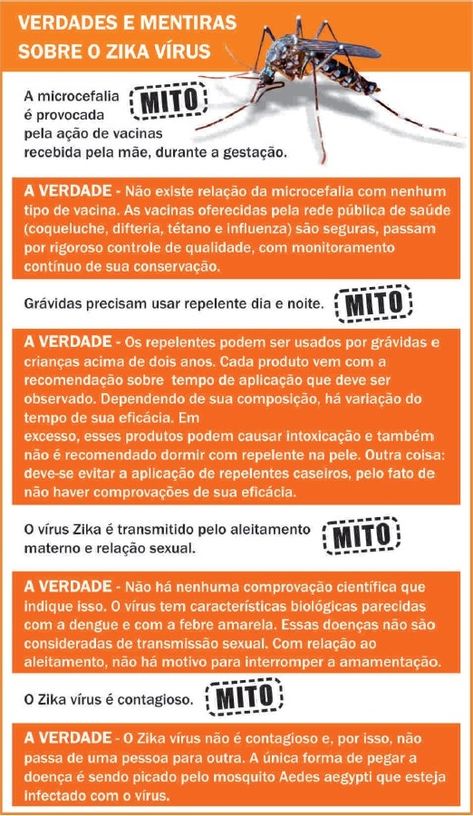 VERDADES E MENTIRAS
SOBRE O ZIKA VÍRUS
A microcefalia
é provocada
pela ação de vacinas
recebida pela mãe, durante a gestação.
MITO
A VERDADE - Não existe relação da microcefalia com nenhum
tipo de vacina. As vacinas oferecidas pela rede pública de saúde
(coqueluche, difteria, tétano e influenza) são seguras, passam
por rigoroso controle de qualidade, com monitoramento
contínuo de sua conservação.
Grávidas precisam usar repelente dia e noite. MITO
A VERDADE - Os repelentes podem ser usados por grávidas e
crianças acima de dois anos. Cada produto vem com a
recomendação sobre tempo de aplicação que deve ser
observado. Dependendo de sua composição, há variação do
tempo de sua eficácia. Em
excesso, esses produtos podem causar intoxicação e também
não é recomendado dormir com repelente na pele. Outra coisa:
deve-se evitar a aplicação de repelentes caseiros, pelo fato de
não haver comprovações de sua eficácia.
O vírus Zika é transmitido pelo aleitamento
materno e relação sexual.
MITO
A VERDADE - Não há nenhuma comprovação científica que
indique isso. O vírus tem características biológicas parecidas
com a dengue e com a febre amarela. Essas doenças não são
consideradas de transmissão sexual. Com relação ao
aleitamento, não há motivo para interromper a amamentação.
O Zika vírus é contagioso. MITO
A VERDADE - O Zika vírus não é contagioso e, por isso, não
passa de uma pessoa para outra. A única forma de pegar a
doença é sendo picado pelo mosquito Aedes aegypti que esteja
infectado com o vírus.